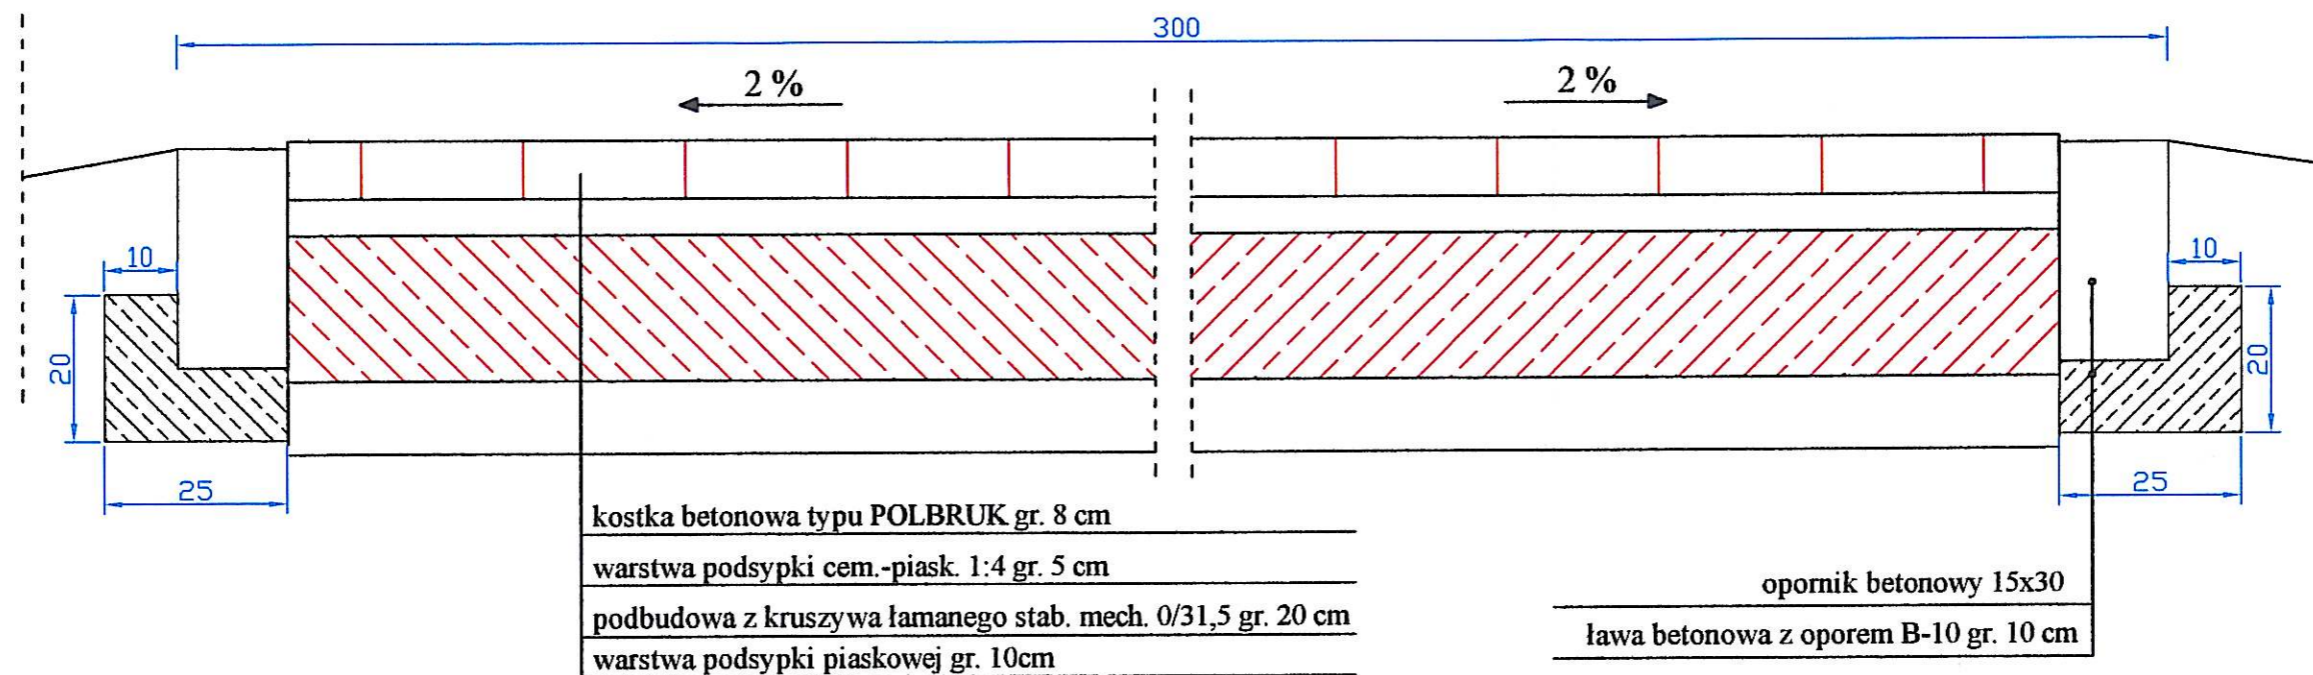 300
2 %
2 %
10
10
20
20
25
25
kostka betonowa typu POLBRUK gr. 8 cm
warstwa podsypki cem.-piask. 1:4 gr. 5 cm
podbudowa z kruszywa łamanego stab. mech. 0/31,5 gr. 20 cm
warstwa podsypki piaskowej gr. 10cm
opornik betonowy 15x30
ława betonowa z oporem B-10 gr. 10 cm